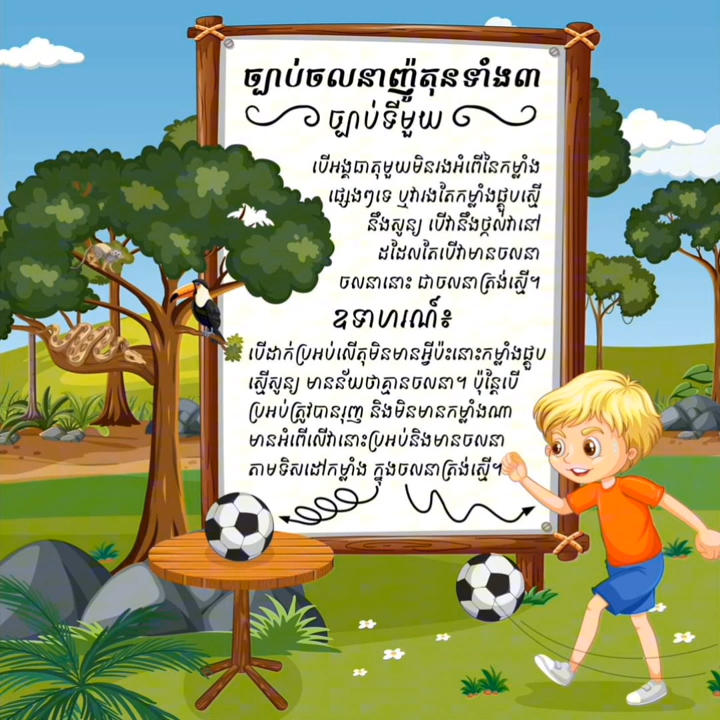 ច្បាប់ចលនាញ៉ូតុនទាំង៣
ច្បាប់ទីមួយ
បើអង្គធាតុមួយមិនរងអំពើនៃកម្លាំង
ផ្សេងៗទេ ឬវារងតែកម្លាំងផ្គួបស្មើ
នឹងសូន្យ បើវានឹងថ្កល់វានៅ
ដដែលតែបើវាមានចលនា
ចលនានោះ ជាចលនាត្រង់ស្មើ។
ឧទាហរណ៍៖
បើដាក់ប្រអប់លើតុមិនមានអ្វីប៉ះនោះកម្លាំងផ្គួប
ស្មើសូន្យ មានន័យថាគ្មានចលនា។ ប៉ុន្តែបើ
ប្រអប់ត្រូវបានរុញ និងមិនមានកម្លាំងណា
មានអំពើលើវានោះប្រអប់និងមានចលនា
តាមទិសដៅកម្លាំង ក្នុងចលនាត្រង់ស្មើ។